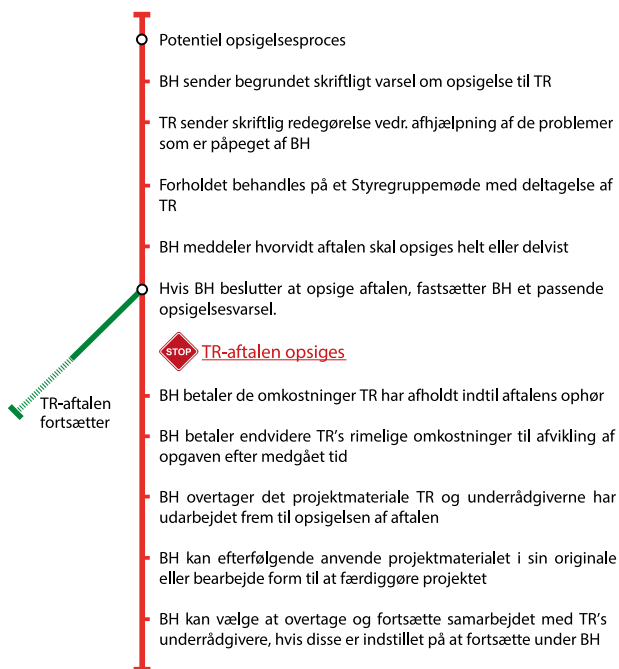 Potentiel opsigelsesproces
BH sender begrundet skriftligt varsel om opsigelse til TR
TR sender skriftlig redegørelse vedr. afhjælpning af de problemer
som er påpeget af BH
Forholdet behandles på et Styregruppemøde med deltagelse af
TR
BH meddeler hvorvidt aftalen skal opsiges helt eller delvist
Hvis BH beslutter at opsige aftalen, fastsætter BH et passende
opsigelsesvarsel.
STOP TR-aftalen opsiges
TR-aftalen
fortsætter
BH betaler de omkostninger TR har afholdt indtil aftalens ophør
BH betaler endvidere TR's rimelige omkostninger til afvikling af
opgaven efter medgået tid
BH overtager det projektmateriale TR og underrådgiverne har
udarbejdet frem til opsigelsen af aftalen
BH kan efterfølgende anvende projektmaterialet i sin originale
eller bearbejde form til at færdiggøre projektet
BH kan vælge at overtage og fortsætte samarbejdet med TR's
underrådgivere, hvis disse er indstillet på at fortsætte under BH